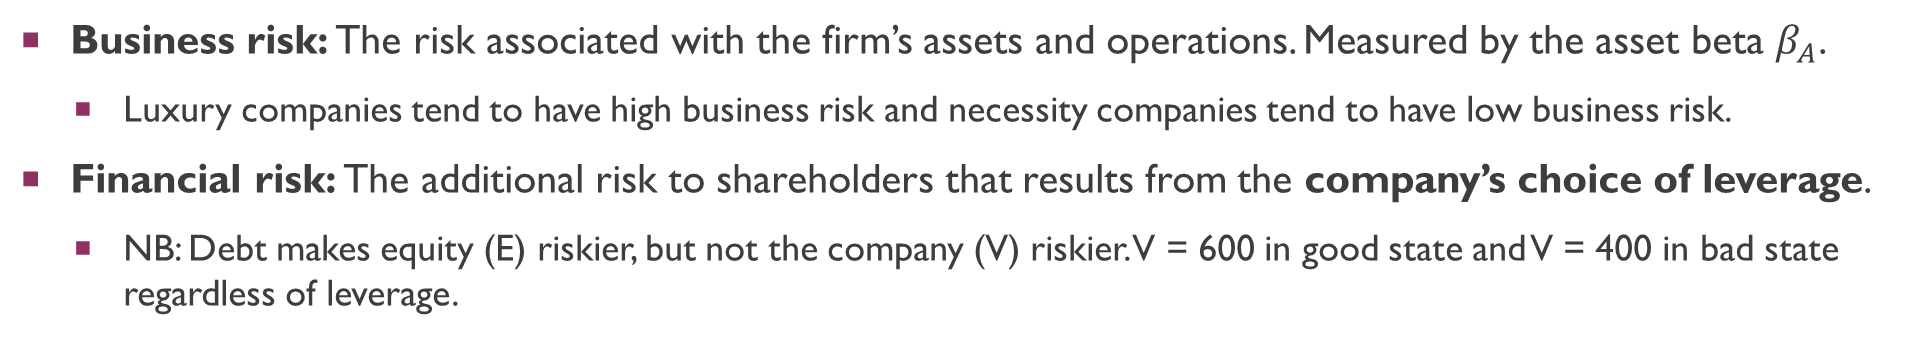 ▪ Business risk: The risk associated with the firm's assets and operations. Measured by the asset beta β_A.
▪ Luxury companies tend to have high business risk and necessity companies tend to have low business risk.
▪ Financial risk: The additional risk to shareholders that results from the company's choice of leverage.
▪ NB: Debt makes equity (E) riskier, but not the company (V) riskier. V = 600 in good state and V = 400 in bad state
regardless of leverage.